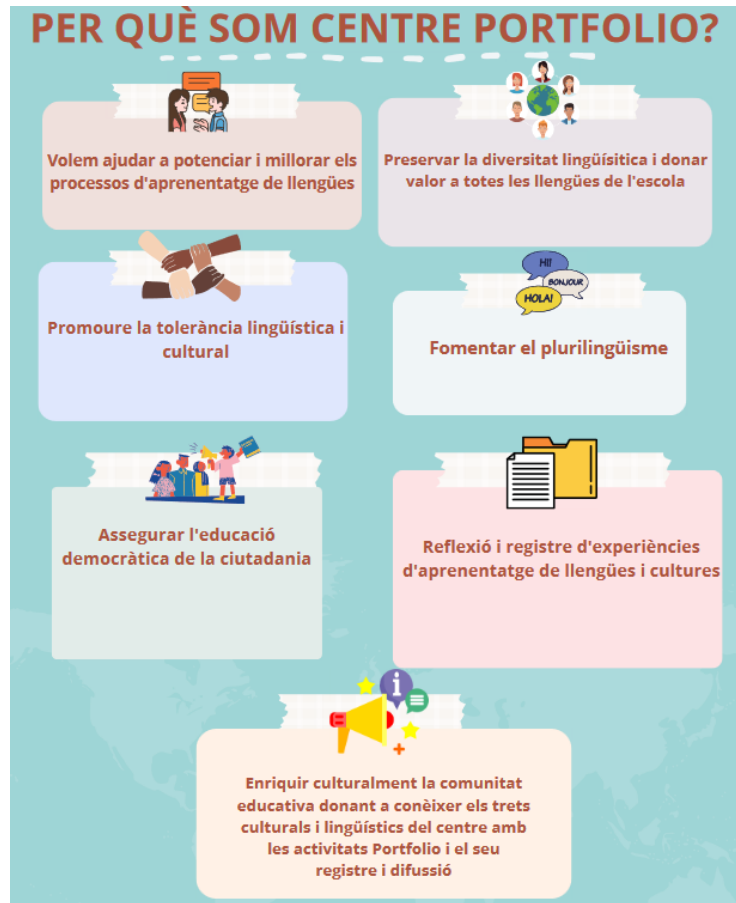 PER QUÈ SOM CENTRE PORTFOLIO?
Volem ajudar a potenciar i millorar els
processos d'aprenentatge de llengües
Preservar la diversitat lingüísitica i donar
valor a totes les llengües de l'escola
Promoure la tolerància lingüística i
cultural
HI!
BONJOUR
HOLA!
Fomentar el plurilingüisme
Assegurar l'educació
democràtica de la ciutadania
Reflexió i registre d'experiències
d'aprenentatge de llengües i cultures
i
Enriquir culturalment la comunitat
educativa donant a conèixer els trets
culturals i lingüístics del centre amb
les activitats Portfolio i el seu
registre i difussió